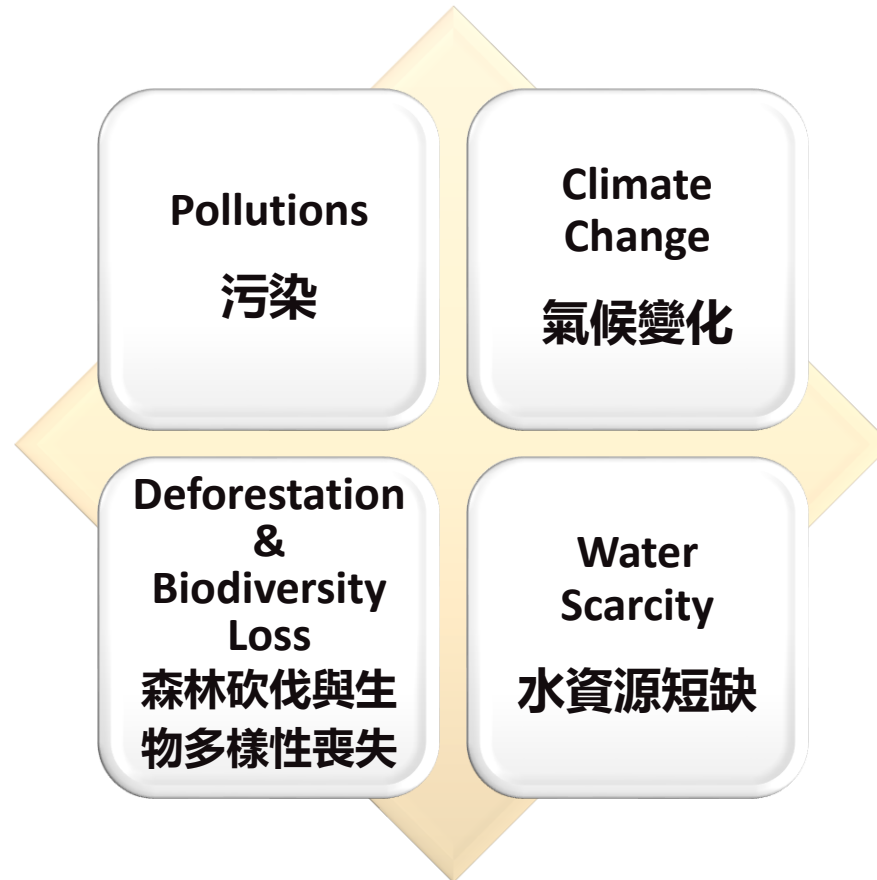 Pollutions
污染
Climate
Change
氣候變化
Deforestation
&
Biodiversity
Loss
森林砍伐與生
物多樣性喪失
Water
Scarcity
水資源短缺